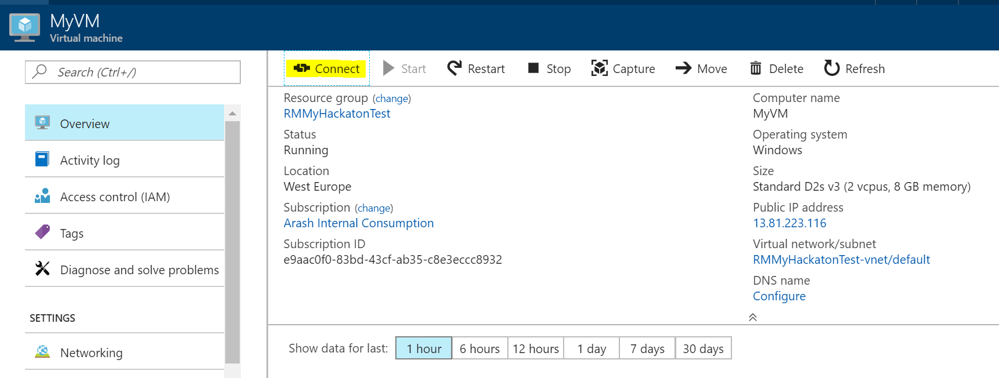 MyVM
Virtual machine
Search (Ctrl+/)
Overview
Activity log
Access control (IAM)
Tags
Diagnose and solve problems
SETTINGS
Networking
Connect Start Restart Stop Capture Move Delete Refresh
Resource group (change)
RMMyHackatonTest
Status
Running
Location
West Europe
Subscription (change)
Arash Internal Consumption
Subscription ID
e9aac0f0-83bd-43cf-ab35-c8e3eccc8932
Computer name
MyVM
Operating system
Windows
Size
Standard D2s v3 (2 vcpus, 8 GB memory)
Public IP address
13.81.223.116
Virtual network/subnet
RMMyHackatonTest-vnet/default
DNS name
Configure
Show data for last: 1 hour 6 hours 12 hours 1 day 7 days 30 days